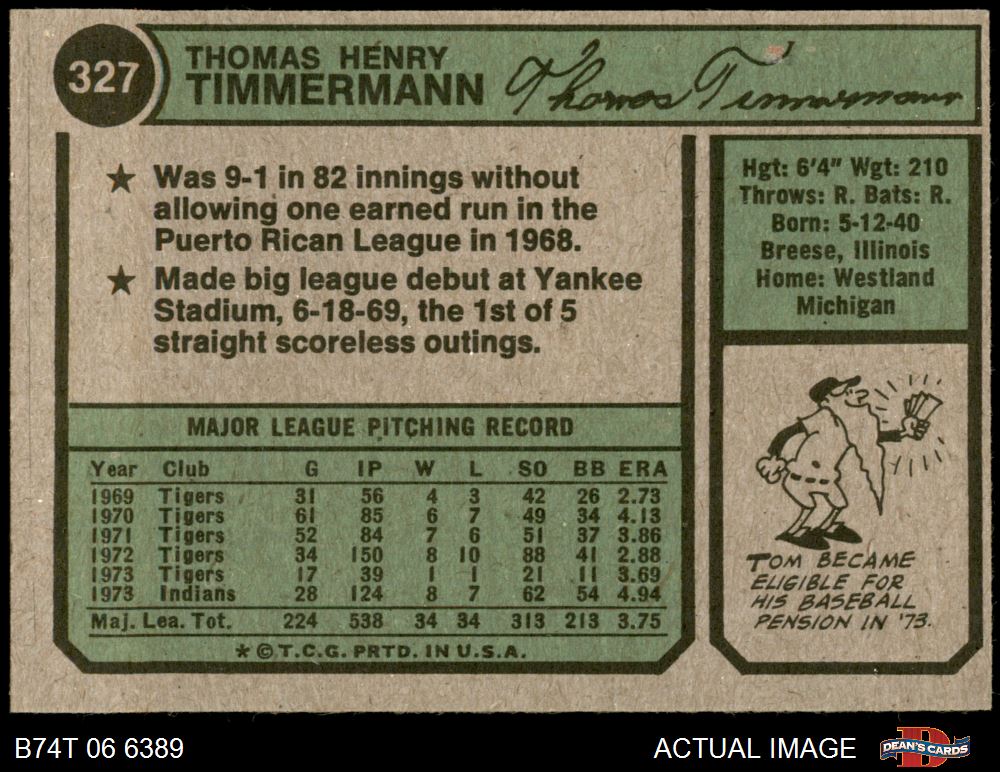 327
THOMAS HENRY
TIMMERMANN
Thomas Timmermann
★ Was 9-1 in 82 innings without
allowing one earned run in the
Puerto Rican League in 1968.
★ Made big league debut at Yankee
Stadium, 6-18-69, the 1st of 5
straight scoreless outings.
Hgt: 6'4" Wgt: 210
Throws: R. Bats: R.
Born: 5-12-40
Breese, Illinois
Home: Westland
Michigan
MAJOR LEAGUE PITCHING RECORD
Year Club G IP W L SO BB ERA
1969 Tigers 31 56 4 3 42 26 2.73
1970 Tigers 61 85 6 7 49 34 4.13
1971 Tigers 52 84 7 6 51 37 3.86
1972 Tigers 34 150 8 10 88 41 2.88
1973 Tigers 17 39 1 1 21 11 3.69
1973 Indians 28 124 8 7 62 54 4.94
Maj. Lea. Tot. 224 538 34 34 313 213 3.75
* © T.C.G. PRTD. IN U.S.A.
TOM BECAME
ELIGIBLE FOR
HIS BASEBALL
PENSION IN '73.
B74T 06 6389
ACTUAL IMAGE
D
DEAN'S CARDS